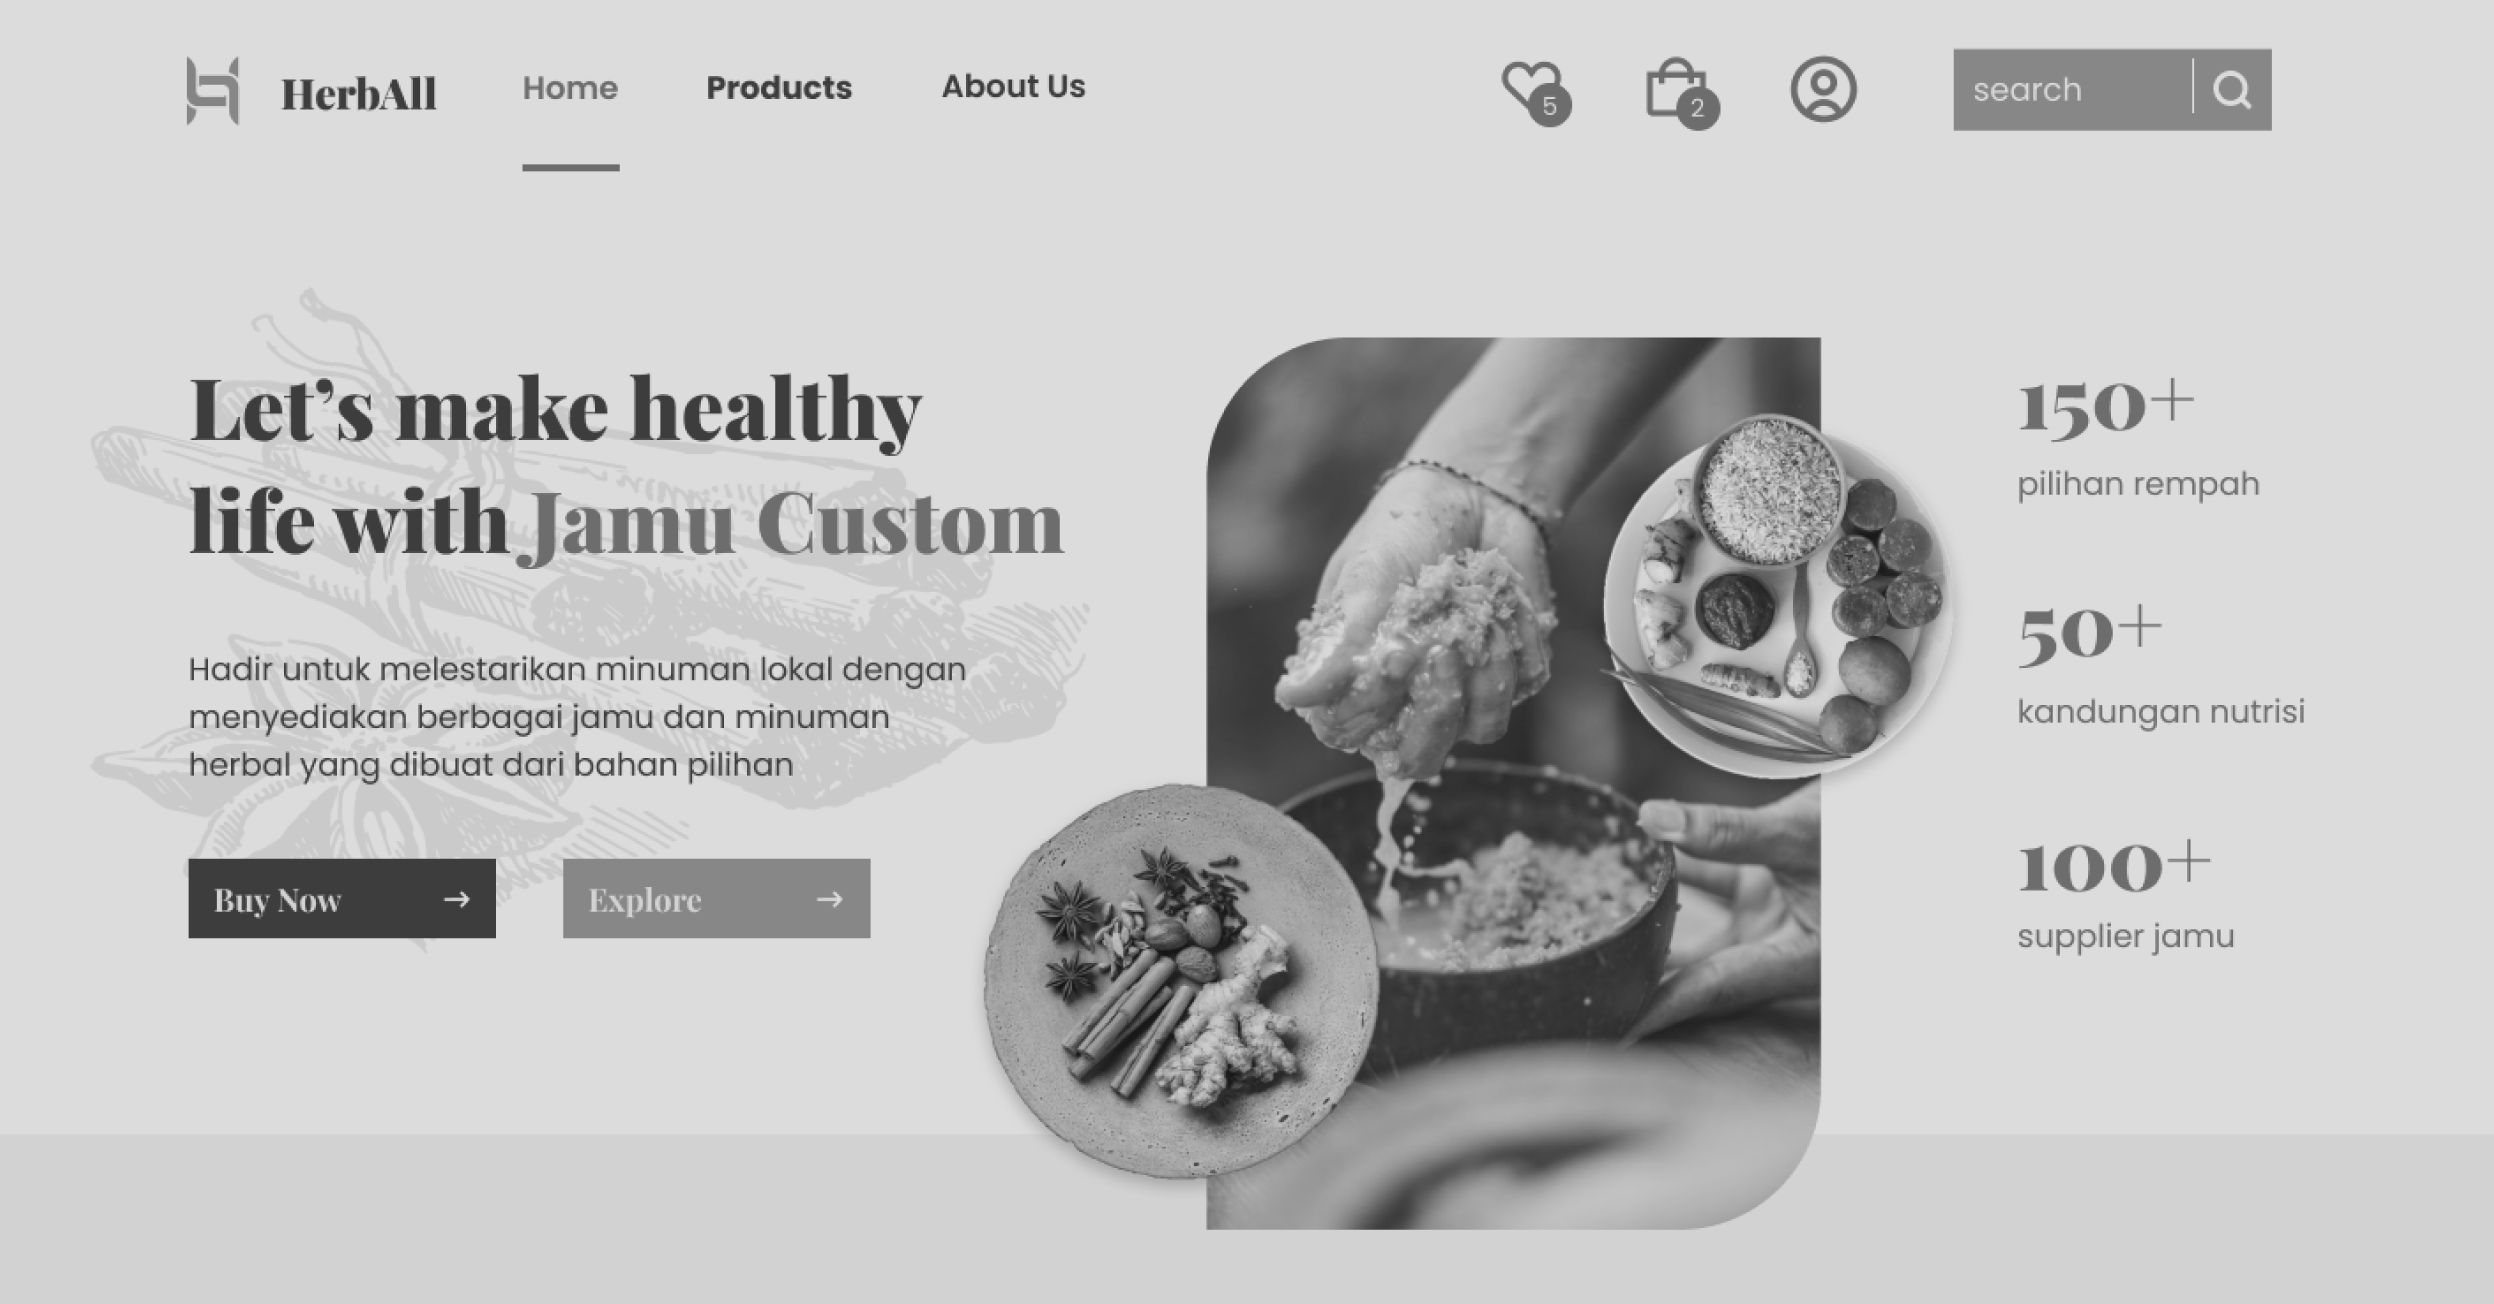 HerbAll
Home
Products
About Us
5
2
search
Let’s make healthy
life with Jamu Custom
Hadir untuk melestarikan minuman lokal dengan
menyediakan berbagai jamu dan minuman
herbal yang dibuat dari bahan pilihan
Buy Now →
Explore →
150+
pilihan rempah
50+
kandungan nutrisi
100+
supplier jamu